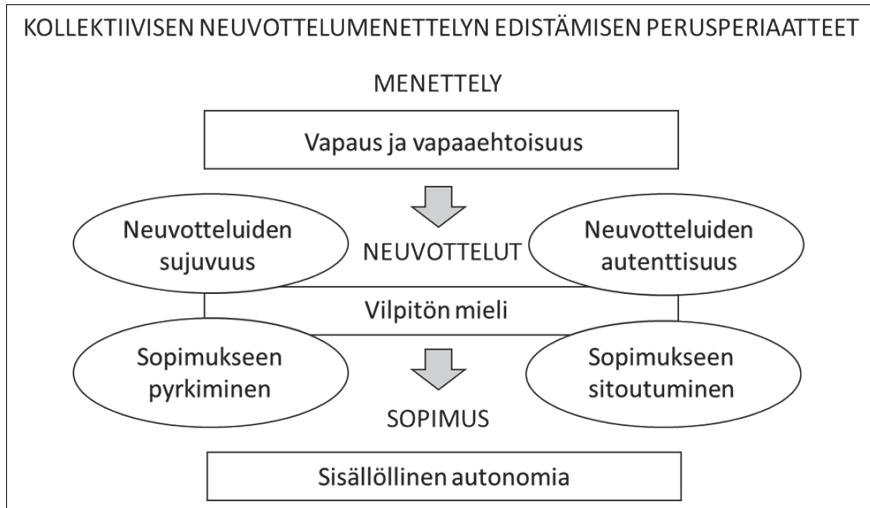 KOLLEKTIIVISEN NEUVOTTELUMENETTELYN EDISTÄMISEN PERUSPERIAATTEET
MENETTELY
Vapaus ja vapaaehtoisuus
Neuvotteluiden
sujuvuus
NEUVOTTELUT
Neuvotteluiden
autenttisuus
Vilpitön mieli
Sopimukseen
pyrkiminen
Sopimukseen
sitoutuminen
SOPIMUS
Sisällöllinen autonomia